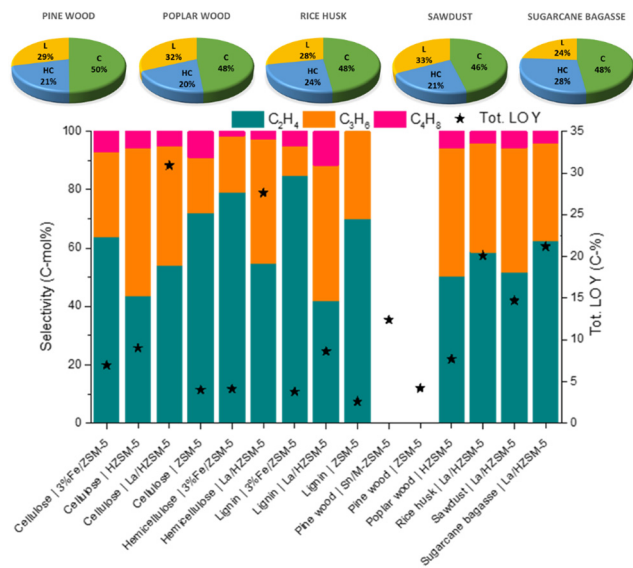 PINE WOOD POPLAR WOOD RICE HUSK SAWDUST SUGARCANE BAGASSE
L 29% C 50% HC 21%
L 32% C 48% HC 20%
L 28% C 48% HC 24%
L 33% C 46% HC 21%
L 24% C 48% HC 28%
C₂H₄ C₃H₆ C₄H₈ ★ Tot. LOY
Selectivity (C-mol%)
100
80
60
40
20
0
Tot. LOY (C-%)
35
30
25
20
15
10
5
0
Cellulose | 3%Fe/ZSM-5
Cellulose | HZSM-5
Cellulose | La/HZSM-5
Cellulose | ZSM-5
Hemicellulose | 3%Fe/ZSM-5
Hemicellulose | La/HZSM-5
Lignin | 3%Fe/ZSM-5
Lignin | La/HZSM-5
Lignin | ZSM-5
Pine wood | Sn/M-ZSM-5
Pine wood | ZSM-5
Poplar wood | HZSM-5
Rice husk | La/HZSM-5
Sawdust | La/HZSM-5
Sugarcane bagasse | La/HZSM-5